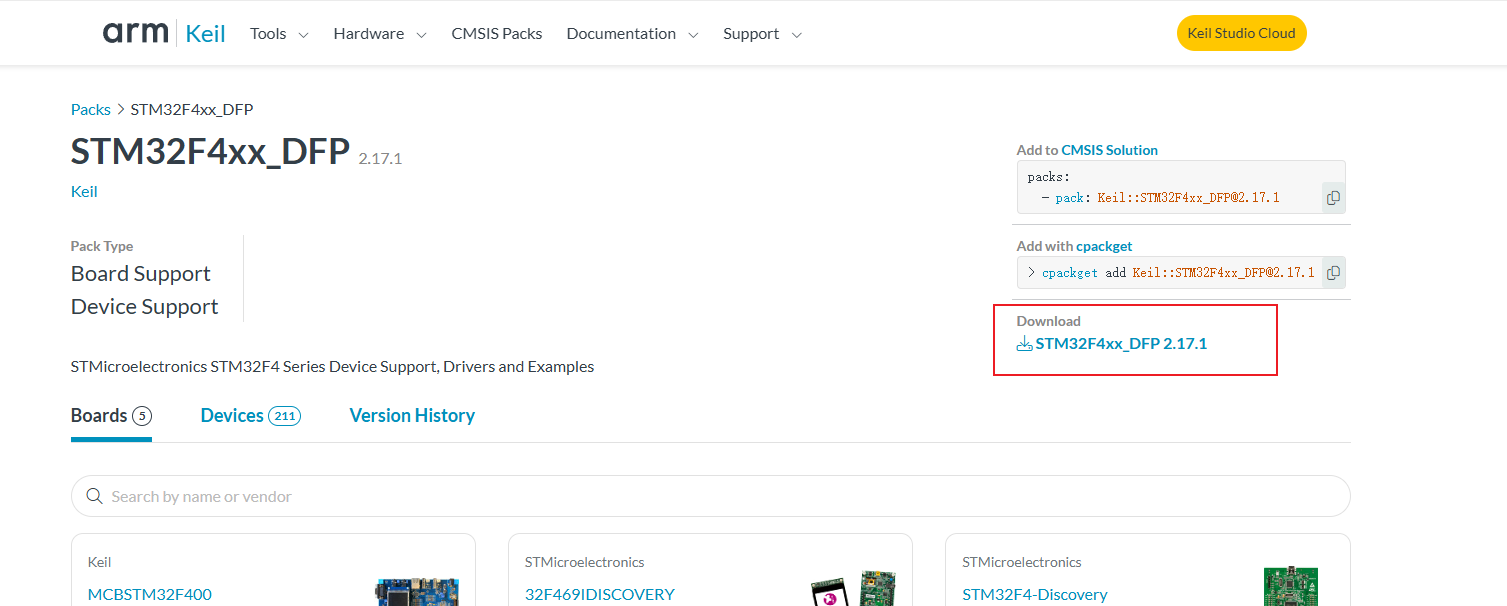 arm Keil Tools Hardware CMSIS Packs Documentation Support Keil Studio Cloud
Packs > STM32F4xx_DFP
STM32F4xx_DFP 2.17.1
Keil
Pack Type
Board Support
Device Support
STMicroelectronics STM32F4 Series Device Support, Drivers and Examples
Add to CMSIS Solution
packs:
- pack: Keil::STM32F4xx_DFP@2.17.1
Add with cpackget
> cpackget add Keil::STM32F4xx_DFP@2.17.1
Download
STM32F4xx_DFP 2.17.1
Boards 5 Devices 211 Version History
Search by name or vendor
Keil
MCBSTM32F400
STMicroelectronics
32F469IDISCOVERY
STMicroelectronics
STM32F4-Discovery